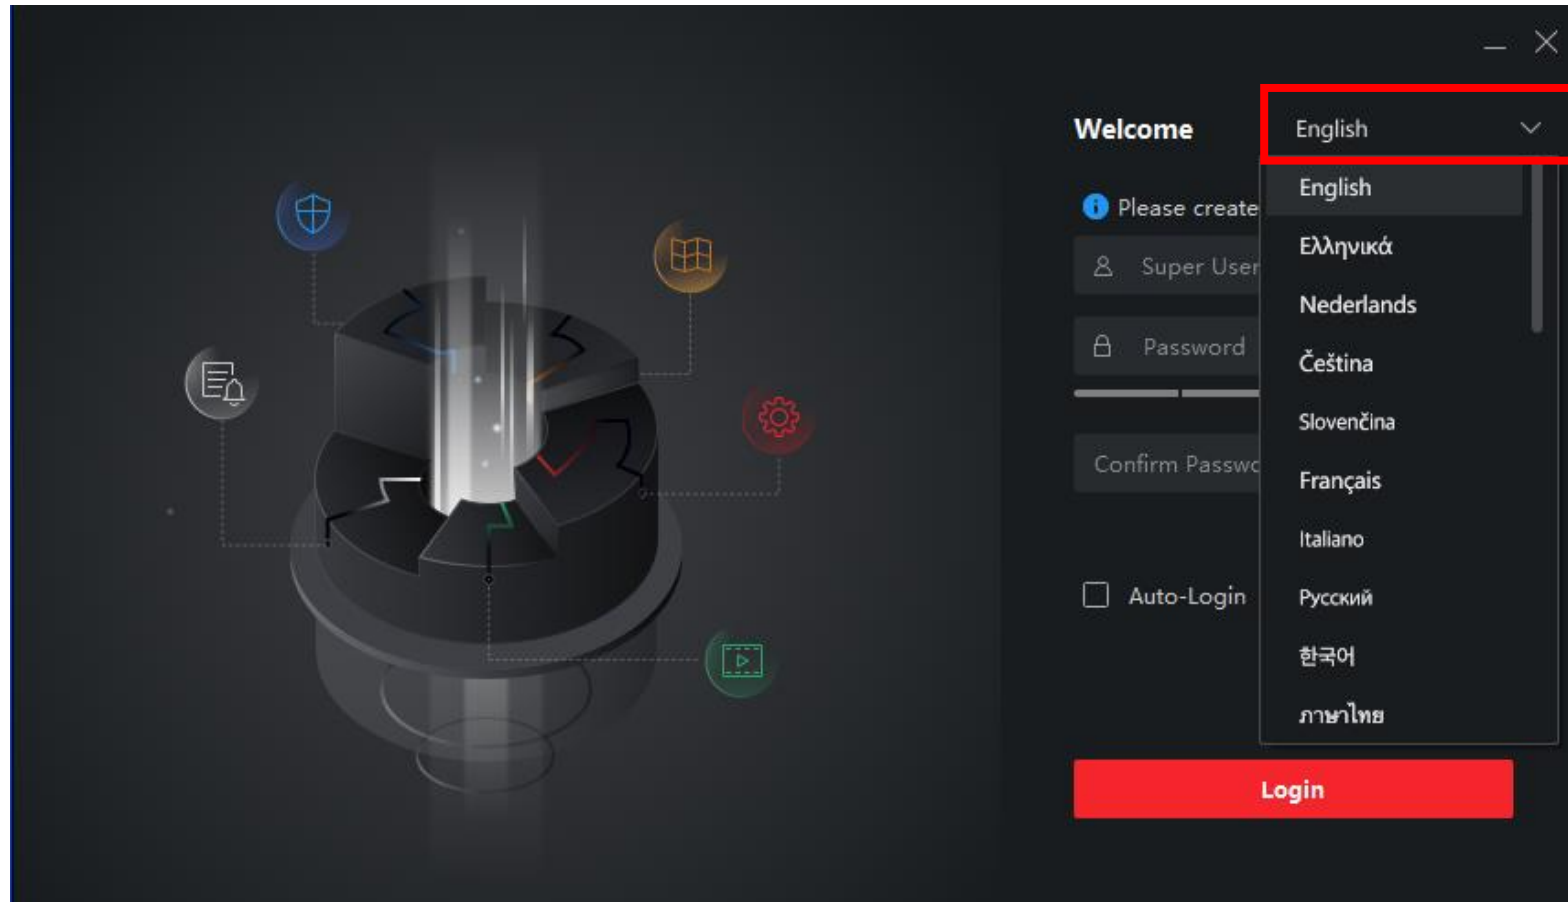 Welcome
English
English
Please create
Ελληνικά
Super User
Nederlands
Password
Čeština
Slovenčina
Confirm Passwo
Français
Italiano
Auto-Login
Русский
한국어
ภาษาไทย
Login